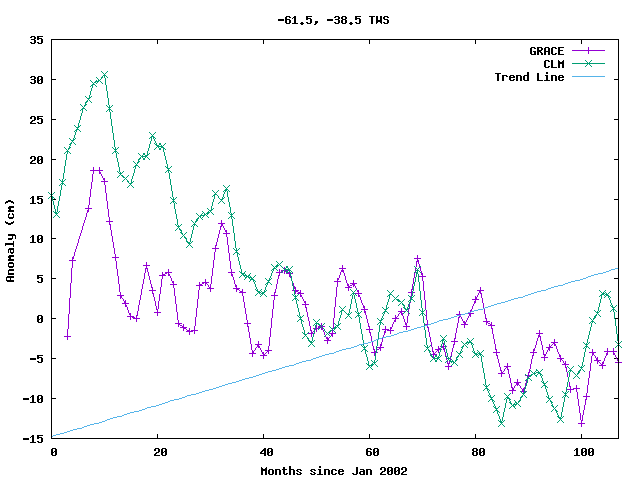 -61.5, -38.5 TWS
GRACE
CLM
Trend Line
35
30
25
20
15
10
5
0
-5
-10
-15
Anomaly (cm)
0 20 40 60 80 100
Months since Jan 2002